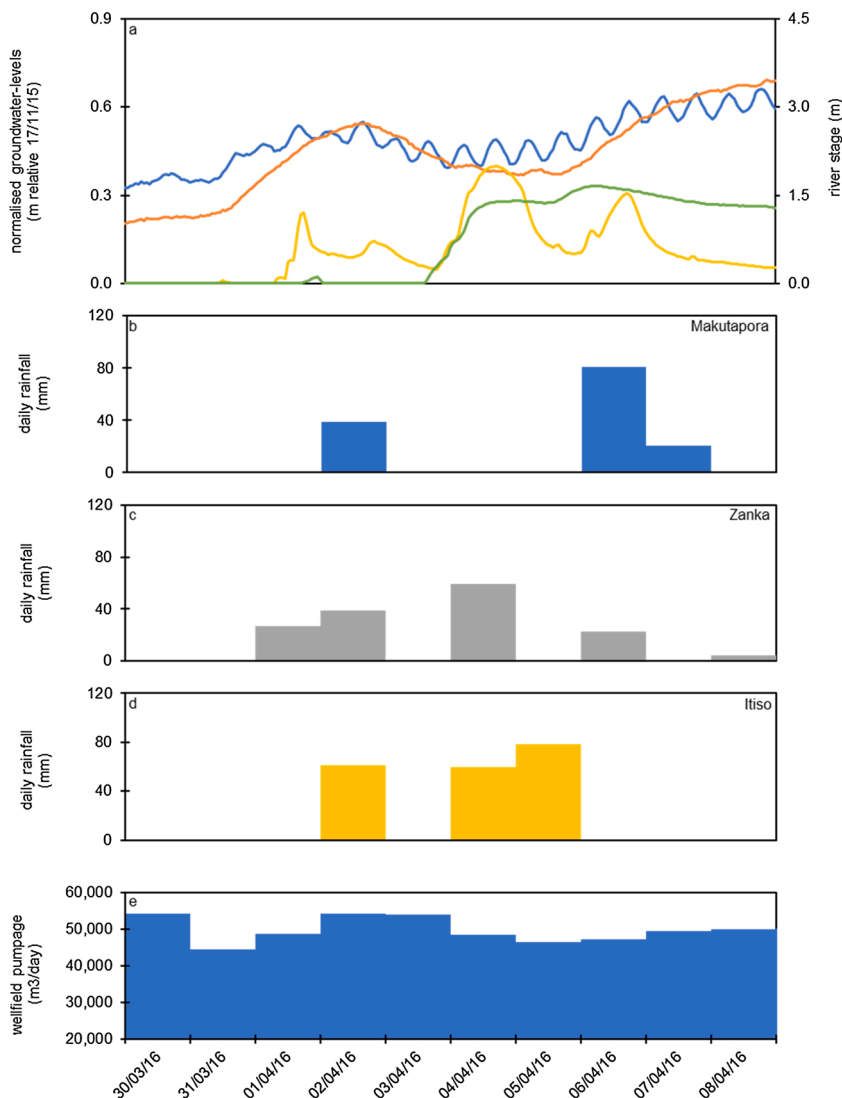 a
0.9
0.6
0.3
0.0
normalised groundwater-levels
(m relative 17/11/15)
4.5
3.0
1.5
0.0
river stage (m)
b
Makutapora
120
80
40
0
daily rainfall
(mm)
c
Zanka
120
80
40
0
daily rainfall
(mm)
d
Itiso
120
80
40
0
daily rainfall
(mm)
e
60,000
50,000
40,000
30,000
20,000
wellfield pumpage
(m3/day)
30/03/16
31/03/16
01/04/16
02/04/16
03/04/16
04/04/16
05/04/16
06/04/16
07/04/16
08/04/16